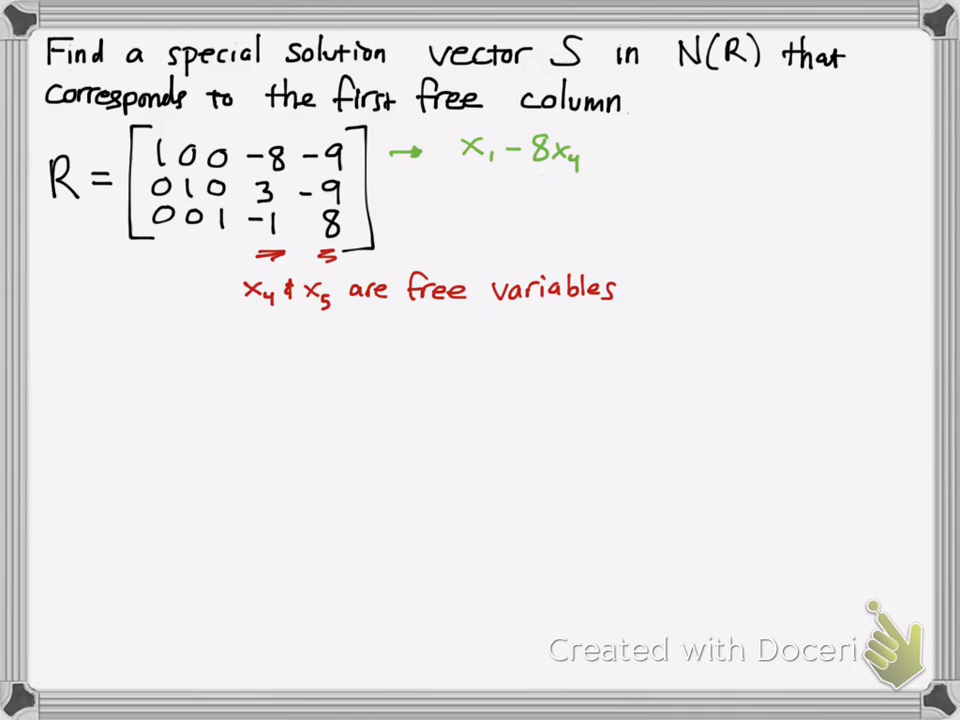 Find a special solution vector S in N(R) that
corresponds to the first free column
R = [1 0 0 -8 -9 → x₁ - 8x₄
0 1 0 3 -9
0 0 1 -1 8]
x₄ & x₅ are free variables
Created with Doceri